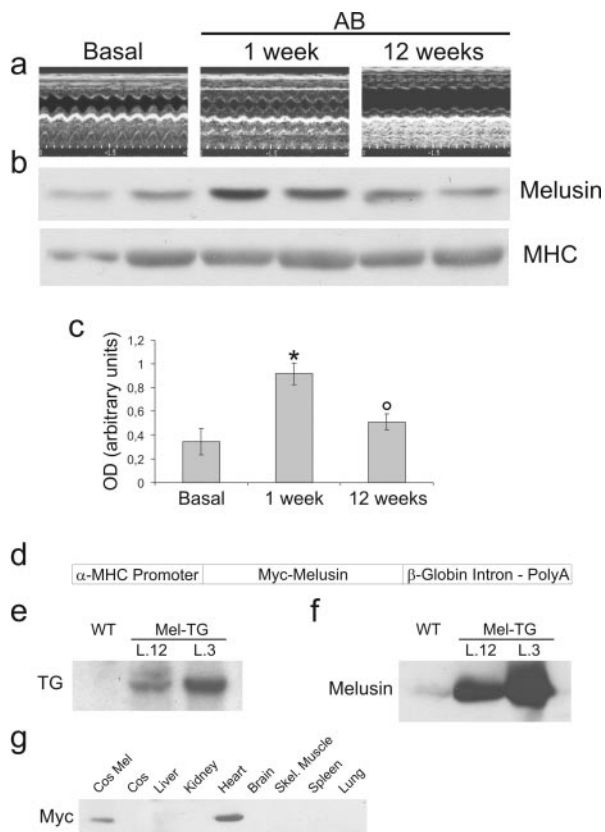 AB
Basal 1 week 12 weeks
a
b
Melusin
MHC
c
OD (arbitrary units)
1,2
1
0,8
0,6
0,4
0,2
0
*
°
Basal 1 week 12 weeks
d
α-MHC Promoter Myc-Melusin β-Globin Intron - PolyA
e
WT Mel-TG
L.12 L.3
TG
f
WT Mel-TG
L.12 L.3
Melusin
g
Cos Mel Cos Liver Kidney Heart Brain Skel. Muscle Spleen Lung
Myc